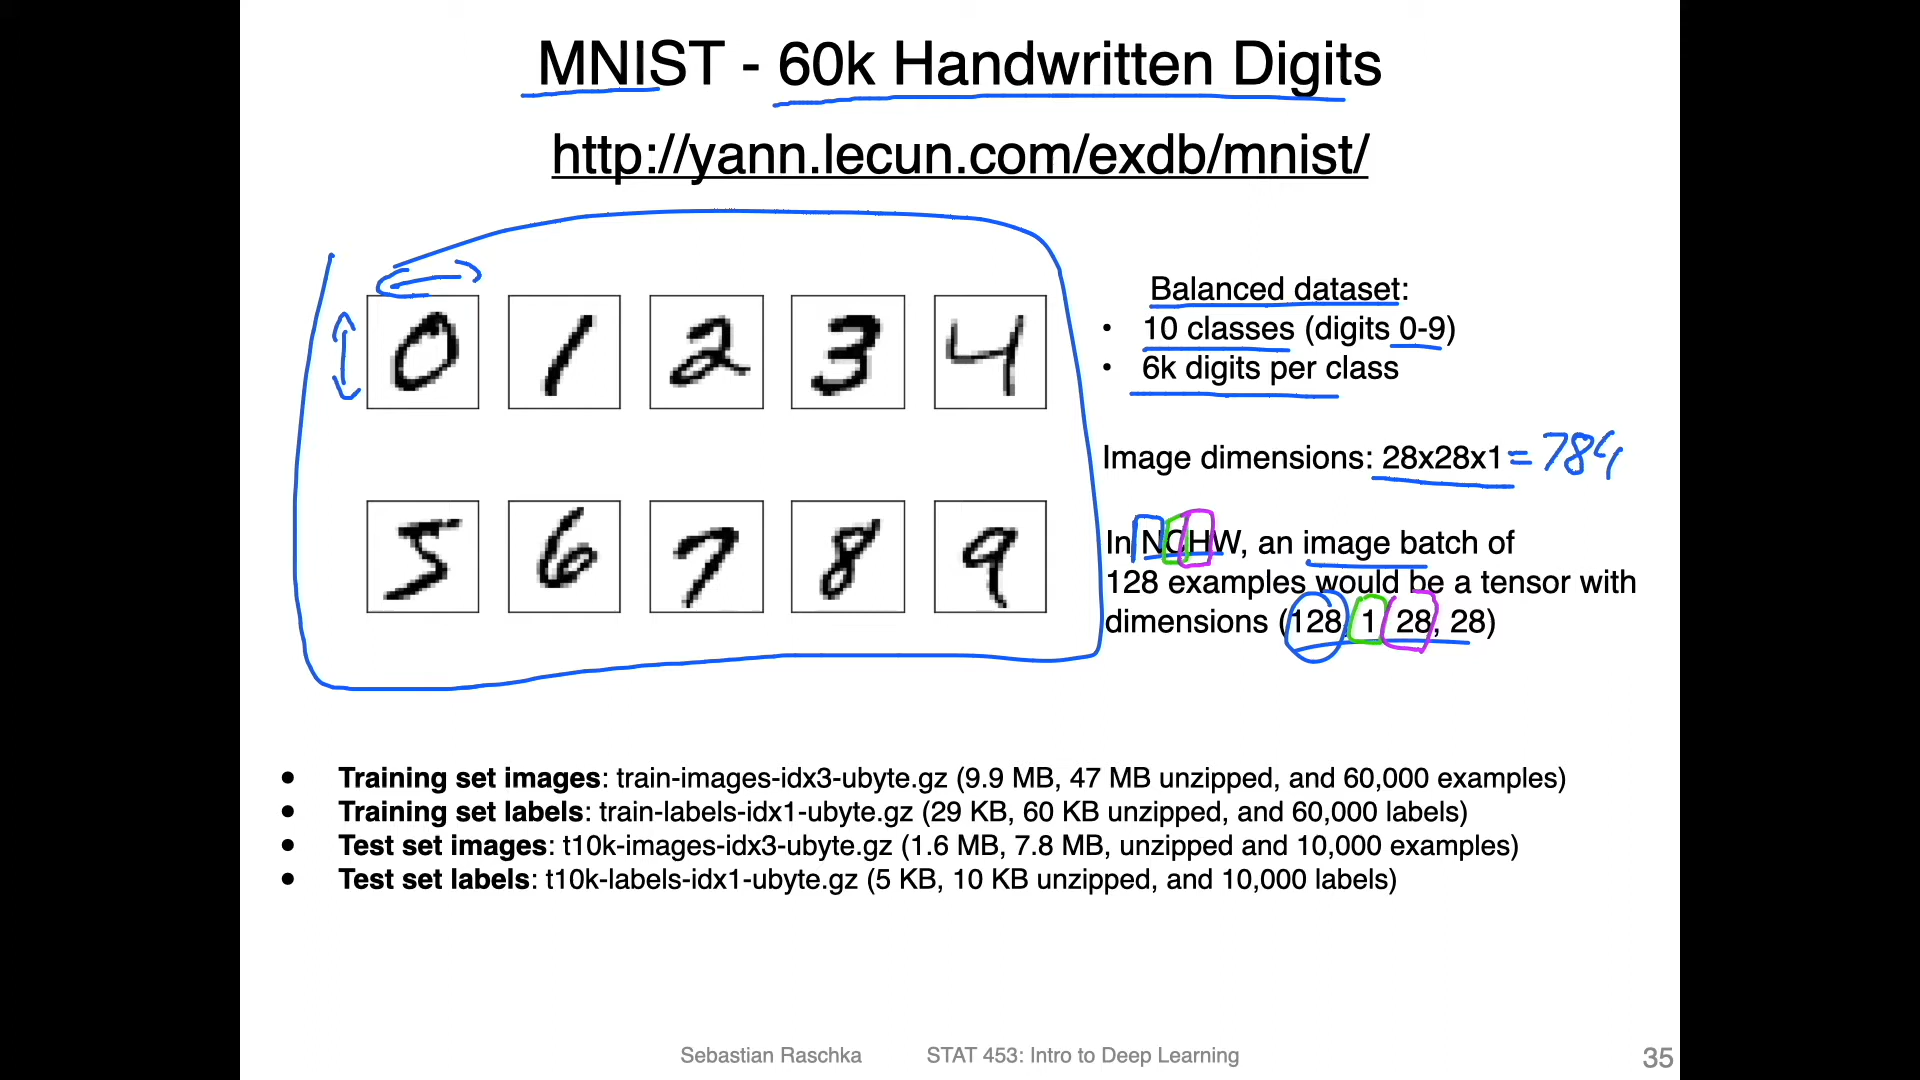 MNIST - 60k Handwritten Digits
http://yann.lecun.com/exdb/mnist/
0 1 2 3 4
5 6 7 8 9
Balanced dataset:
• 10 classes (digits 0-9)
• 6k digits per class
Image dimensions: 28x28x1 = 784
In NCHW, an image batch of
128 examples would be a tensor with
dimensions (128, 1 28, 28)
● Training set images: train-images-idx3-ubyte.gz (9.9 MB, 47 MB unzipped, and 60,000 examples)
● Training set labels: train-labels-idx1-ubyte.gz (29 KB, 60 KB unzipped, and 60,000 labels)
● Test set images: t10k-images-idx3-ubyte.gz (1.6 MB, 7.8 MB, unzipped and 10,000 examples)
● Test set labels: t10k-labels-idx1-ubyte.gz (5 KB, 10 KB unzipped, and 10,000 labels)
Sebastian Raschka STAT 453: Intro to Deep Learning 35